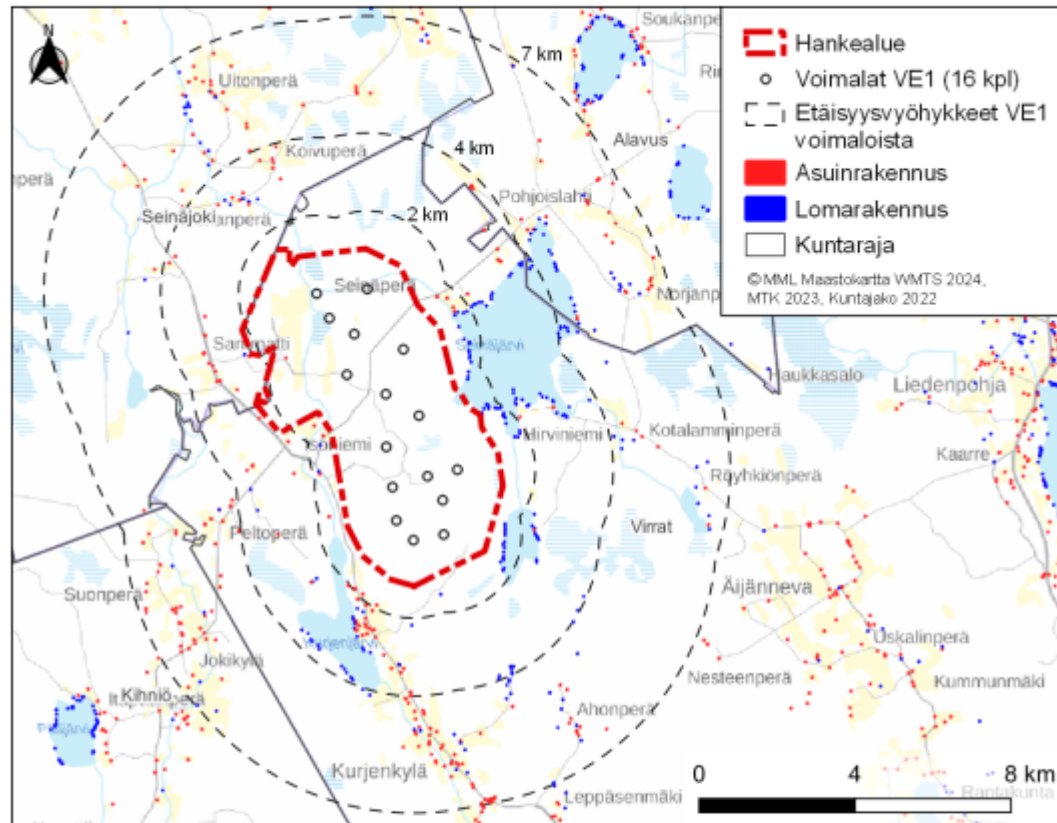 N
Hankealue
Voimalat VE1 (16 kpl)
Etäisyysvyöhykkeet VE1
voimaloista
Asuinrakennus
Lomarakennus
Kuntaraja
©MML Maastokartta WMTS 2024,
MTK 2023, Kuntajako 2022
Soukanperä
7 km
Uitonperä
Alavus
4 km
Koivuperä
Pohjoislahti
Seinäjoki
2 km
Seinäperä
Haukkasalo
Liedenpohja
Hirviniemi
Kotalamminperä
Kaarre
Röyhkiönperä
Peltoperä
Virrat
Äijänneva
Suonperä
Uskalinperä
Jokikylä
Nesteenperä
Kummunmäki
Kihniö
Ahonperä
Kurjenkylä
Leppäsenmäki
Rantakunta
0 4 8 km